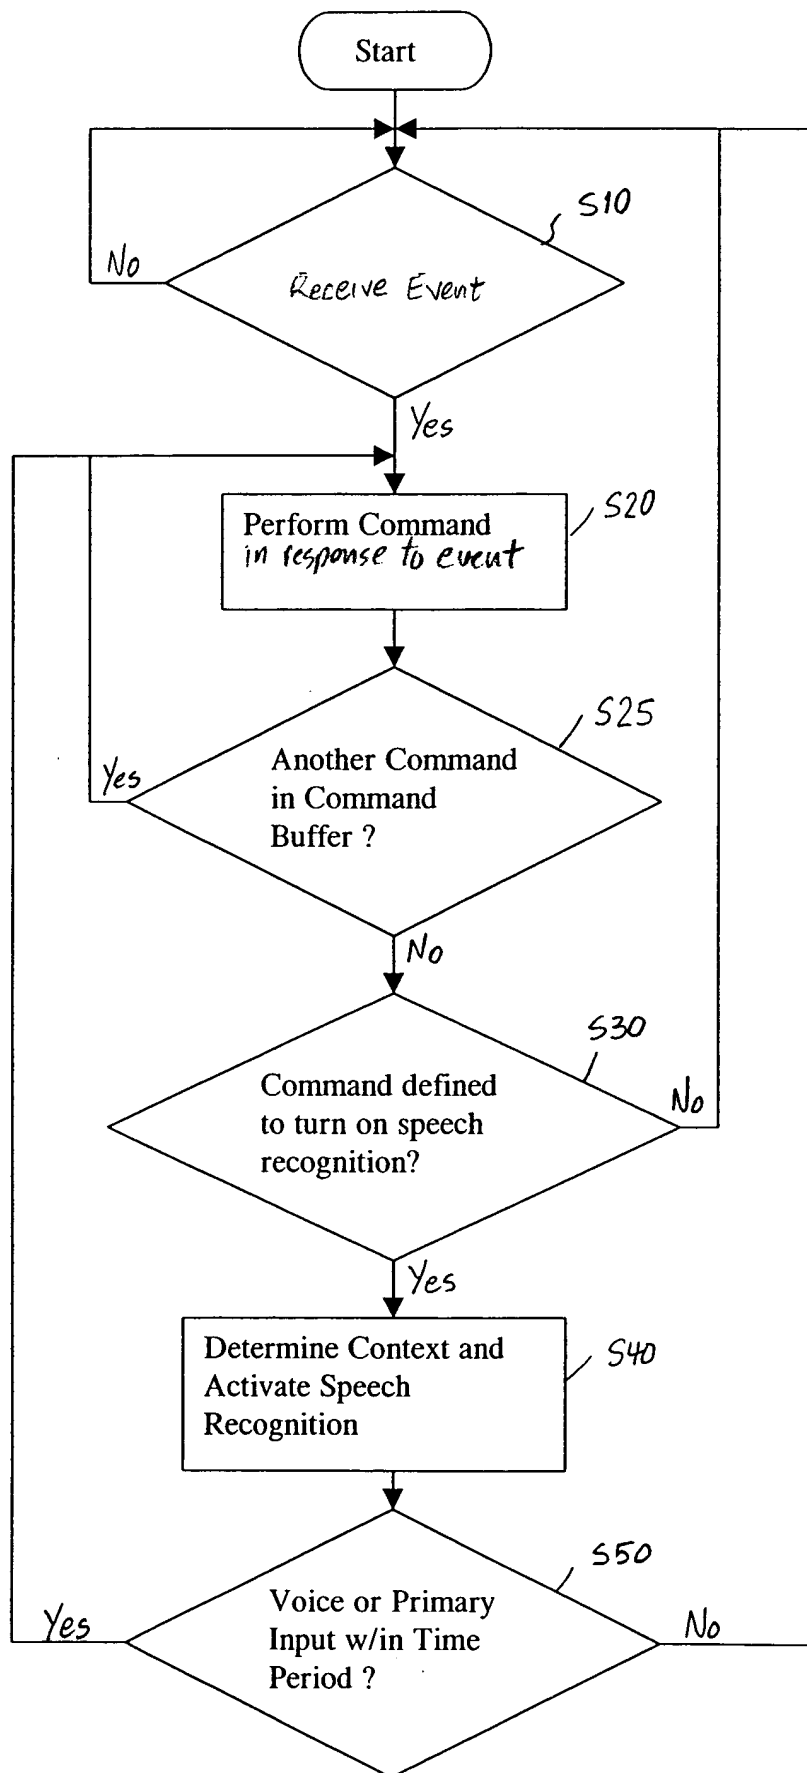 Start
S10
No
Receive Event
Yes
S20
Perform Command
in response to event
S25
Another Command
in Command
Buffer ?
Yes
No
S30
Command defined
to turn on speech
recognition?
No
Yes
S40
Determine Context and
Activate Speech
Recognition
S50
Voice or Primary
Input w/in Time
Period ?
Yes
No